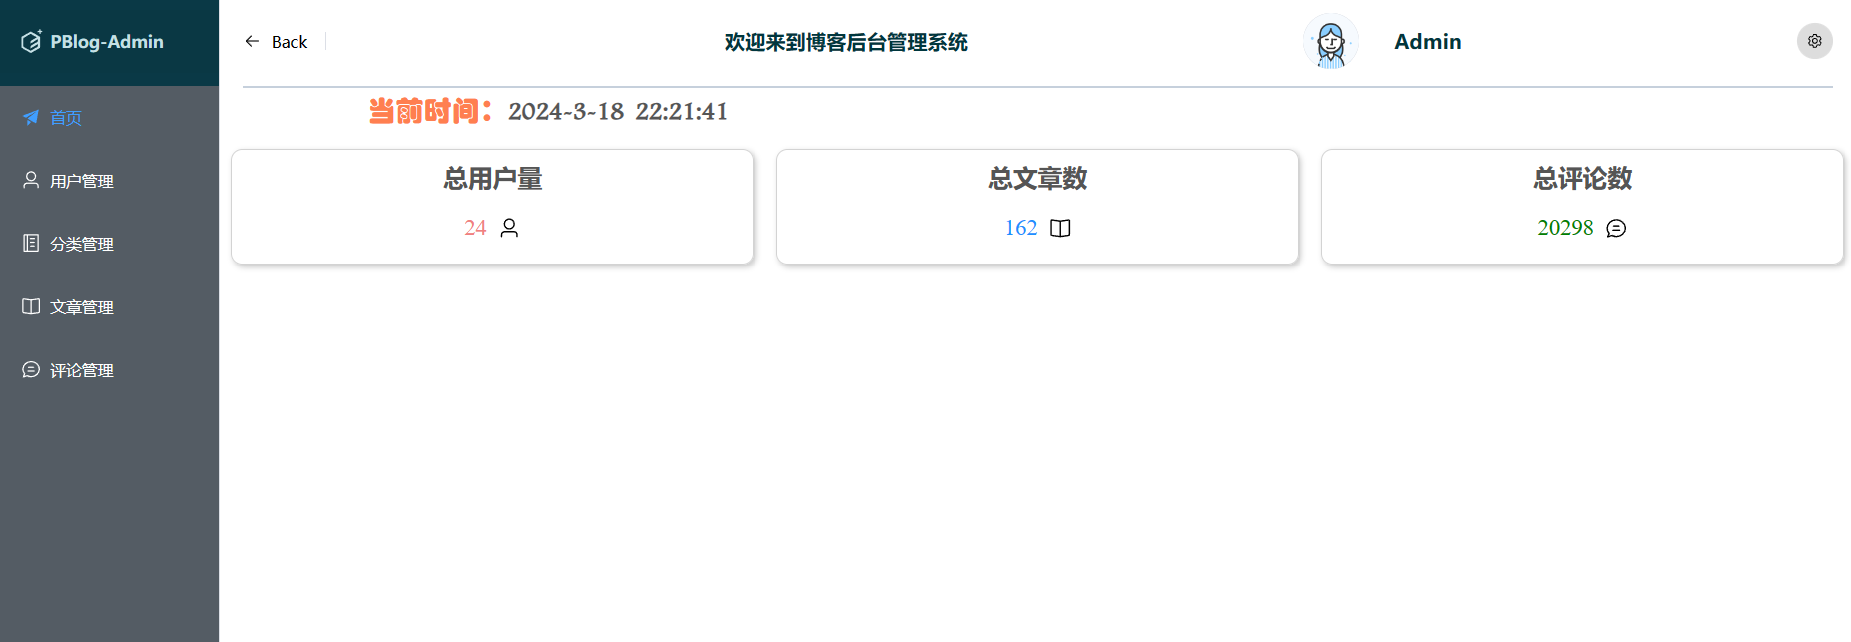 PBlog-Admin
首页
用户管理
分类管理
文章管理
评论管理
Back
欢迎来到博客后台管理系统
Admin
当前时间：2024-3-18 22:21:41
总用户量
24
总文章数
162
总评论数
20298